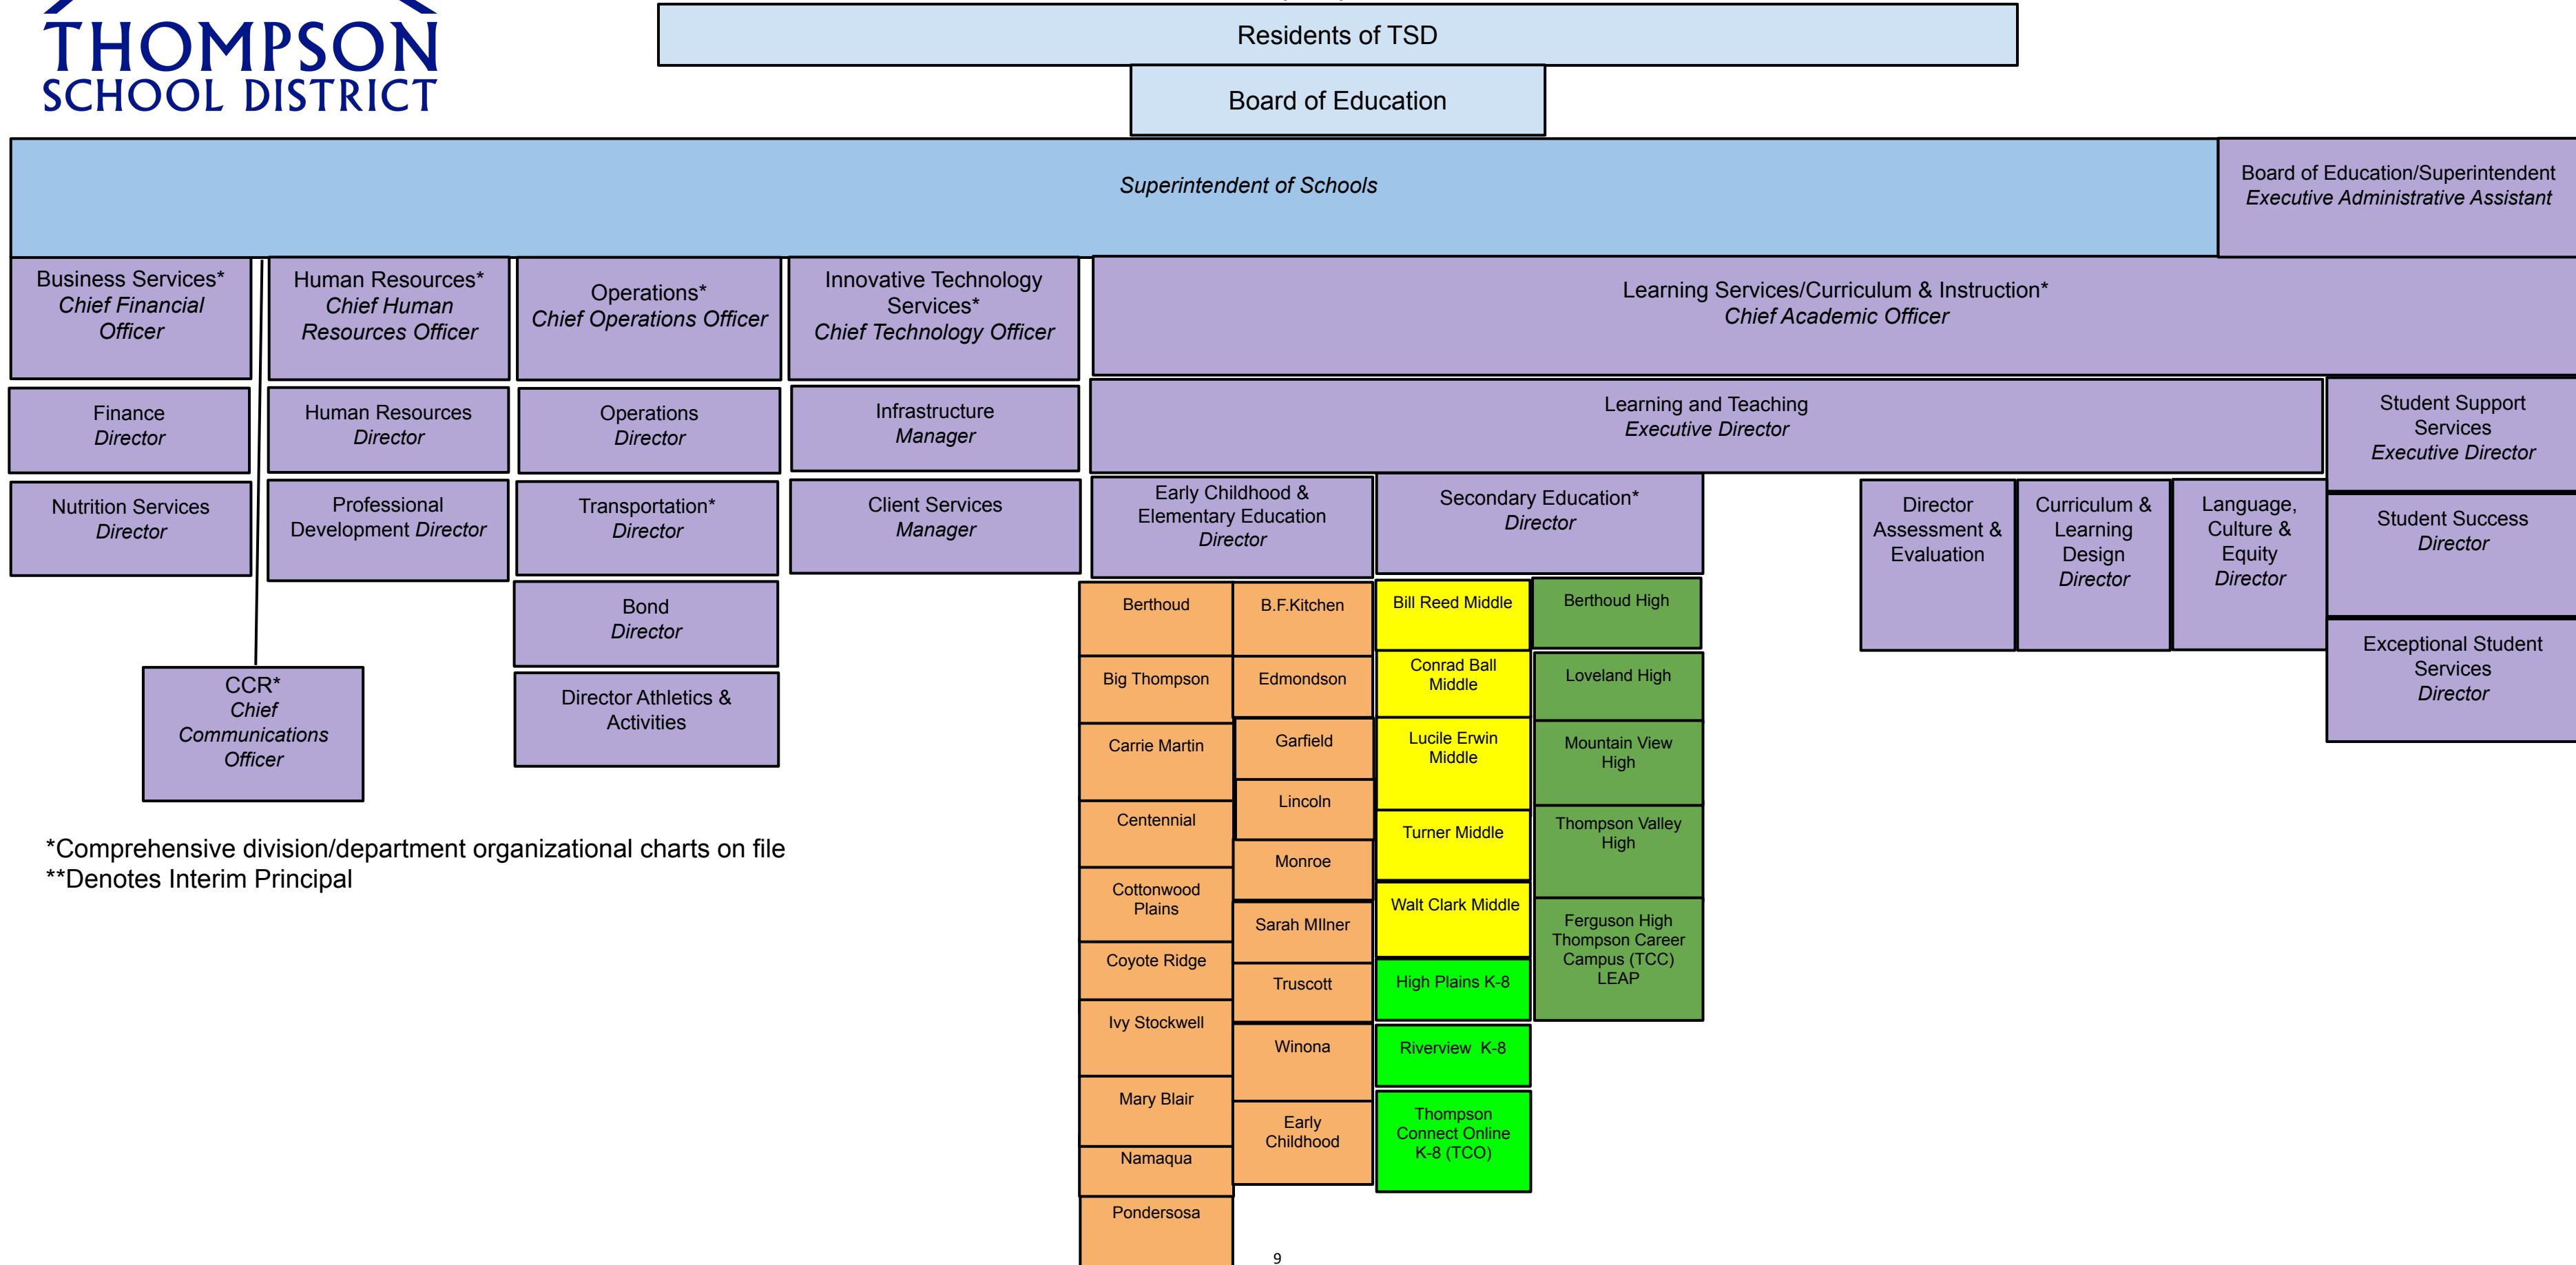 THOMPSON
SCHOOL DISTRICT
Residents of TSD
Board of Education
Superintendent of Schools
Board of Education/Superintendent
Executive Administrative Assistant
Business Services*
Chief Financial
Officer
Human Resources*
Chief Human
Resources Officer
Operations*
Chief Operations Officer
Innovative Technology
Services*
Chief Technology Officer
Learning Services/Curriculum & Instruction*
Chief Academic Officer
Finance
Director
Human Resources
Director
Operations
Director
Infrastructure
Manager
Learning and Teaching
Executive Director
Student Support
Services
Executive Director
Nutrition Services
Director
Professional
Development Director
Transportation*
Director
Client Services
Manager
Early Childhood &
Elementary Education
Director
Secondary Education*
Director
Director
Assessment &
Evaluation
Curriculum &
Learning
Design
Director
Language,
Culture &
Equity
Director
Student Success
Director
Exceptional Student
Services
Director
Bond
Director
Director Athletics &
Activities
CCR*
Chief
Communications
Officer
Berthoud
Big Thompson
Carrie Martin
Centennial
Cottonwood
Plains
Coyote Ridge
Ivy Stockwell
Mary Blair
Namaqua
Pondersosa
B.F.Kitchen
Edmondson
Garfield
Lincoln
Monroe
Sarah MIlner
Truscott
Winona
Early
Childhood
Bill Reed Middle
Conrad Ball
Middle
Lucile Erwin
Middle
Turner Middle
Walt Clark Middle
High Plains K-8
Riverview  K-8
Thompson
Connect Online
K-8 (TCO)
Berthoud High
Loveland High
Mountain View
High
Thompson Valley
High
Ferguson High
Thompson Career
Campus (TCC)
LEAP
*Comprehensive division/department organizational charts on file
**Denotes Interim Principal
9